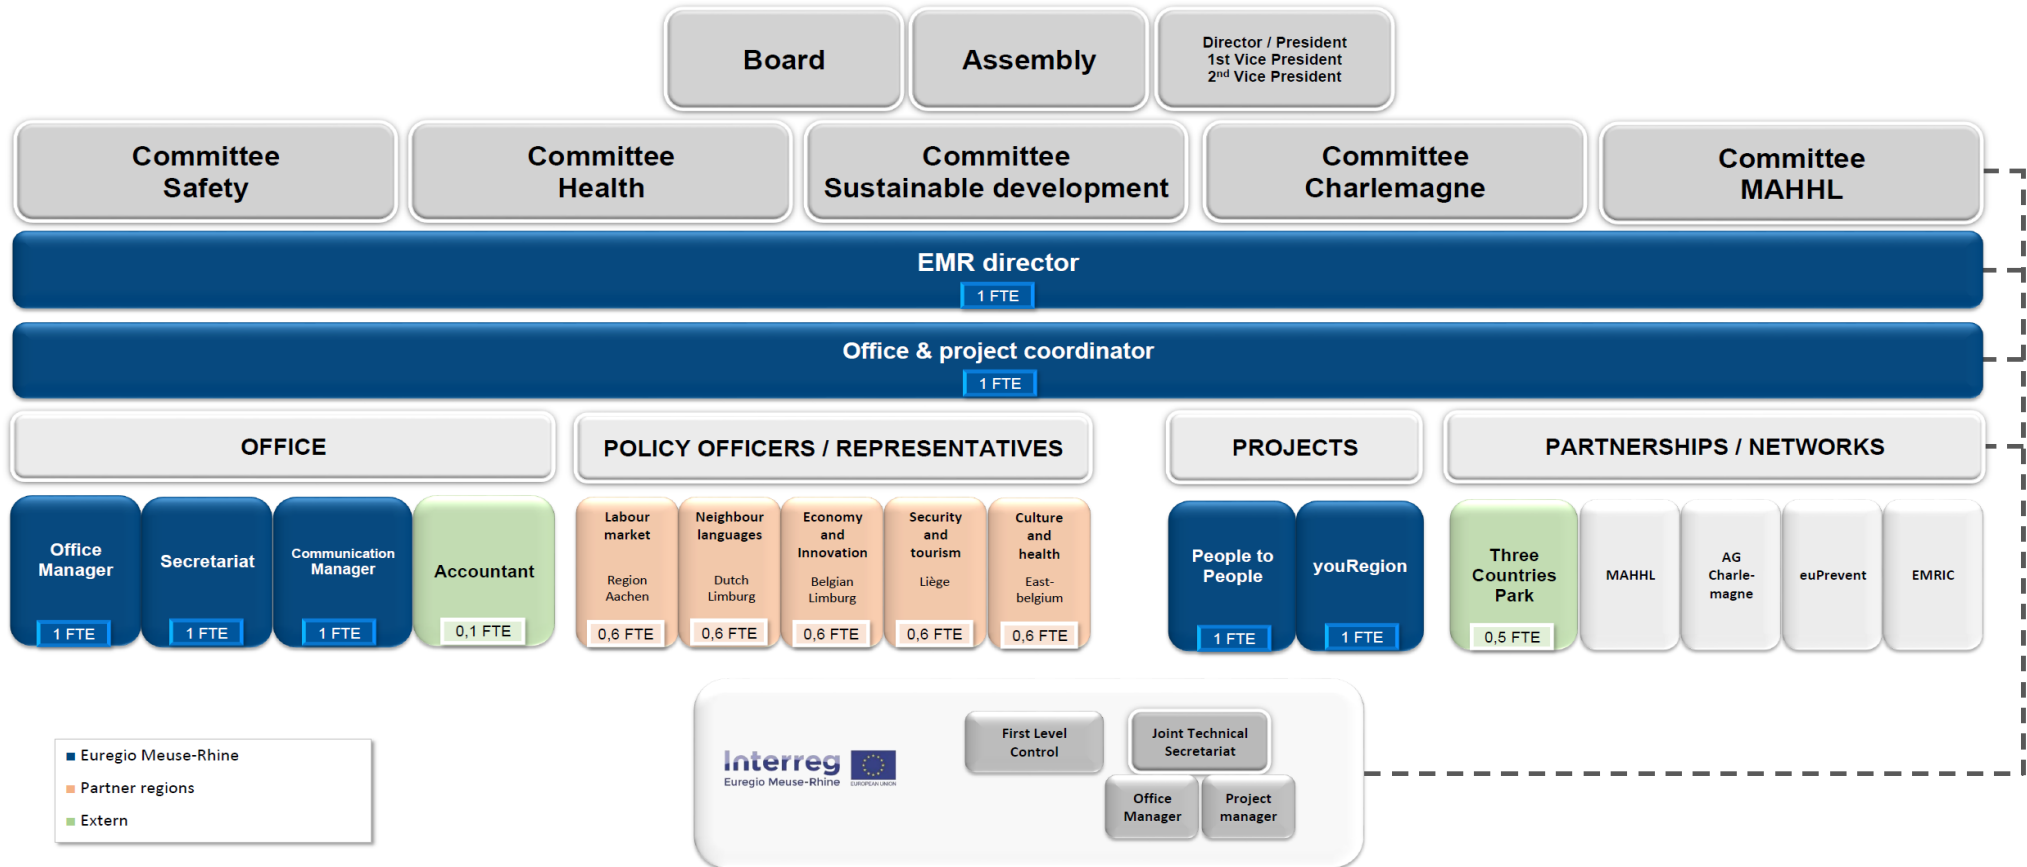 Board
Assembly
Director / President
1st Vice President
2nd Vice President
Committee
Safety
Committee
Health
Committee
Sustainable development
Committee
Charlemagne
Committee
MAHHL
EMR director
1 FTE
Office & project coordinator
1 FTE
OFFICE
POLICY OFFICERS / REPRESENTATIVES
PROJECTS
PARTNERSHIPS / NETWORKS
Office
Manager
1 FTE
Secretariat
1 FTE
Communication
Manager
1 FTE
Accountant
0,1 FTE
Labour
market
Region
Aachen
0,6 FTE
Neighbour
languages
Dutch
Limburg
0,6 FTE
Economy
and
Innovation
Belgian
Limburg
0,6 FTE
Security
and
tourism
Liège
0,6 FTE
Culture
and
health
East-
belgium
0,6 FTE
People to
People
1 FTE
youRegion
1 FTE
Three
Countries
Park
0,5 FTE
MAHHL
AG
Charle-
magne
euPrevent
EMRIC
Euregio Meuse-Rhine
Partner regions
Extern
Interreg
Euregio Meuse-Rhine
EUROPEAN UNION
First Level
Control
Joint Technical
Secretariat
Office
Manager
Project
manager